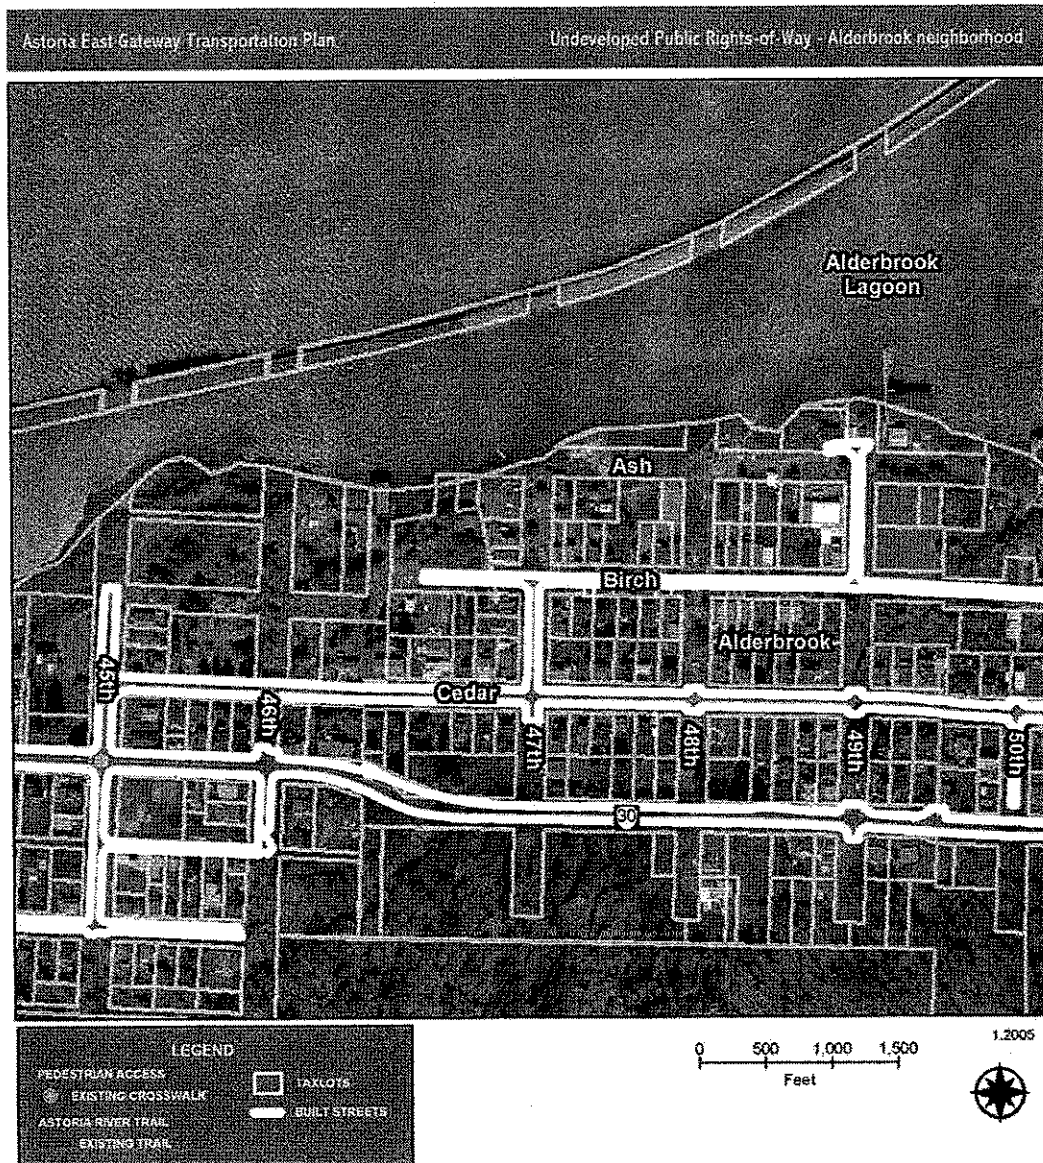 Astoria East Gateway Transportation Plan
Undeveloped Public Rights-of-Way - Alderbrook neighborhood
Alderbrook
Lagoon
Ash
Birch
Alderbrook
45th
Cedar
46th
47th
48th
49th
50th
30
LEGEND
PEDESTRIAN ACCESS
EXISTING CROSSWALK
ASTORIA RIVER TRAIL
EXISTING TRAIL
TAXLOTS
BUILT STREETS
0 500 1,000 1,500
Feet
1.2005